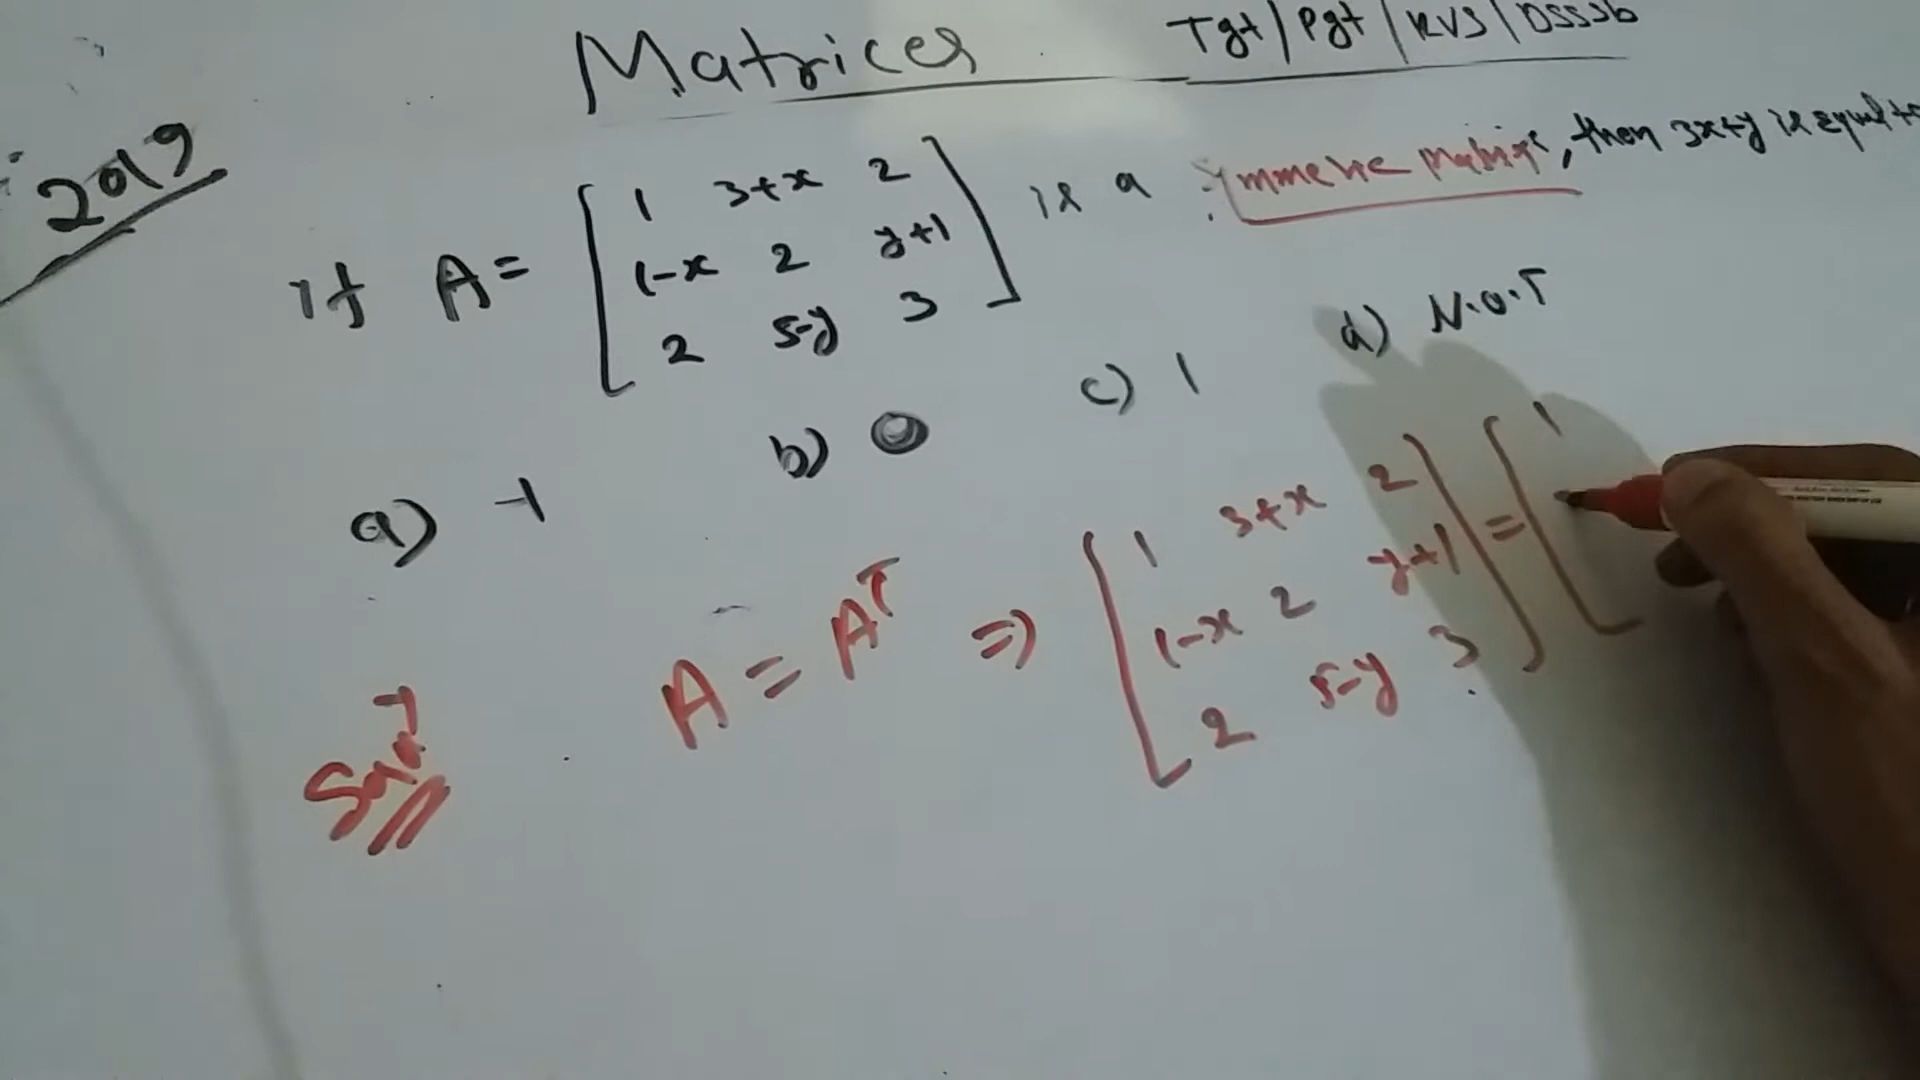 Matrices Tgt/Pgt/KVS/DSSSb
2019
if A = [1 3+x 2
1-x 2 y+1
2 5-y 3] is a symmetric matrix, then 3x+y is equal to
a) -1 b) 0 c) 1 d) N.O.T
A = Aᵀ ⇒ [1 3+x 2
1-x 2 y+1
2 5-y 3] = [1